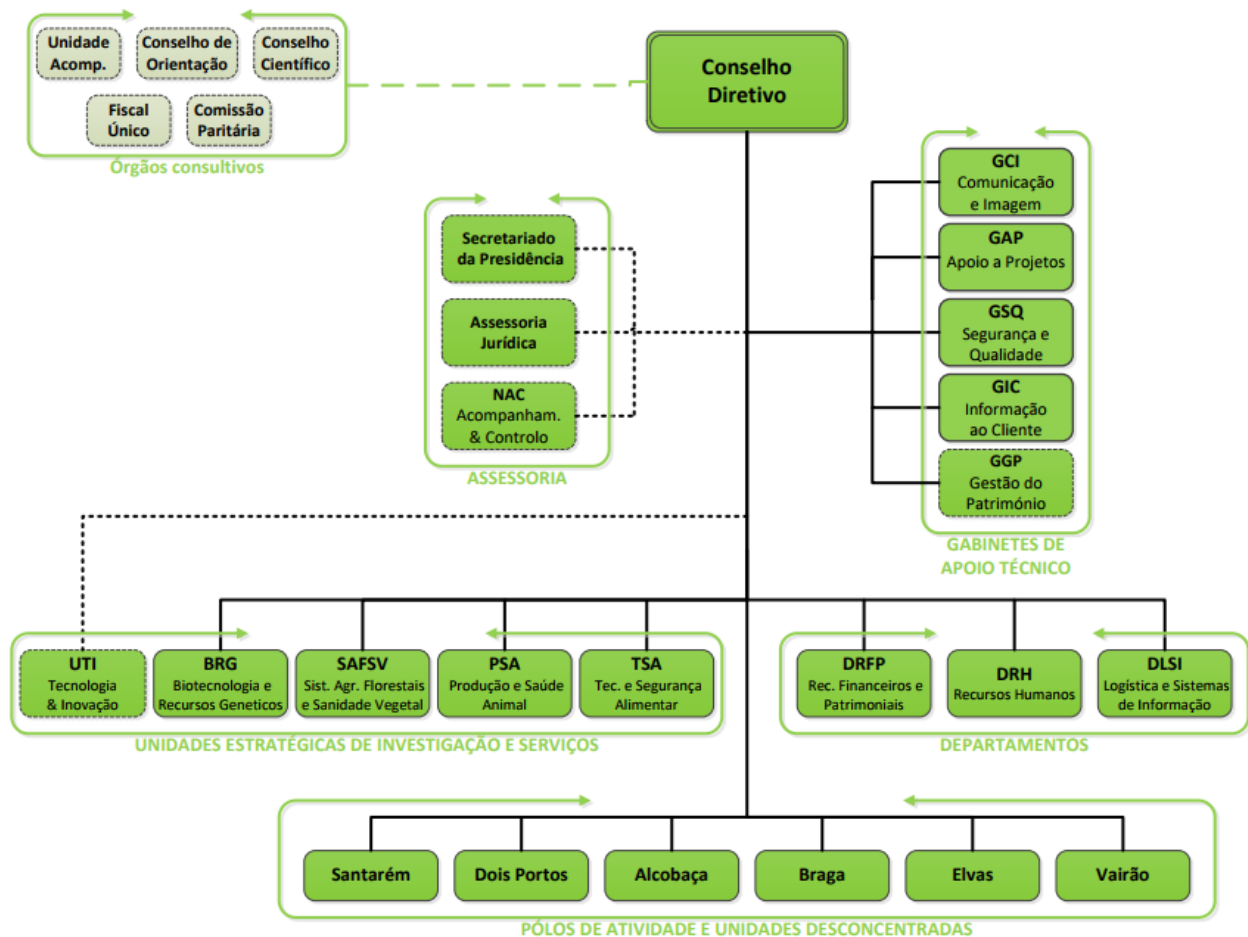 Unidade
Acomp.
Conselho de
Orientação
Conselho
Científico
Fiscal
Único
Comissão
Paritária
Órgãos consultivos
Conselho
Diretivo
GCI
Comunicação
e Imagem
GAP
Apoio a Projetos
GSQ
Segurança e
Qualidade
GIC
Informação
ao Cliente
GGP
Gestão do
Património
GABINETES DE
APOIO TÉCNICO
Secretariado
da Presidência
Assessoria
Jurídica
NAC
Acompanham.
& Controlo
ASSESSORIA
UTI
Tecnologia
& Inovação
BRG
Biotecnologia e
Recursos Geneticos
SAFSV
Sist. Agr. Florestais
e Sanidade Vegetal
PSA
Produção e Saúde
Animal
TSA
Tec. e Segurança
Alimentar
UNIDADES ESTRATÉGICAS DE INVESTIGAÇÃO E SERVIÇOS
DRFP
Rec. Financeiros e
Patrimoniais
DRH
Recursos Humanos
DLSI
Logística e Sistemas
de Informação
DEPARTAMENTOS
Santarém
Dois Portos
Alcobaça
Braga
Elvas
Vairão
PÓLOS DE ATIVIDADE E UNIDADES DESCONCENTRADAS